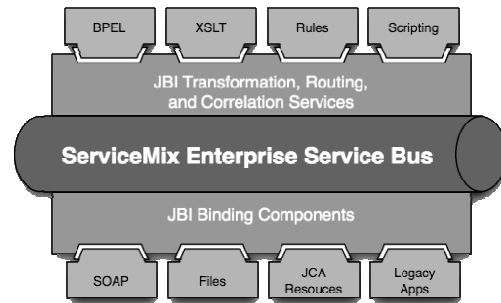 BPEL
XSLT
Rules
Scripting
JBI Transformation, Routing,
and Correlation Services
ServiceMix Enterprise Service Bus
JBI Binding Components
SOAP
Files
JCA
Resouces
Legacy
Apps